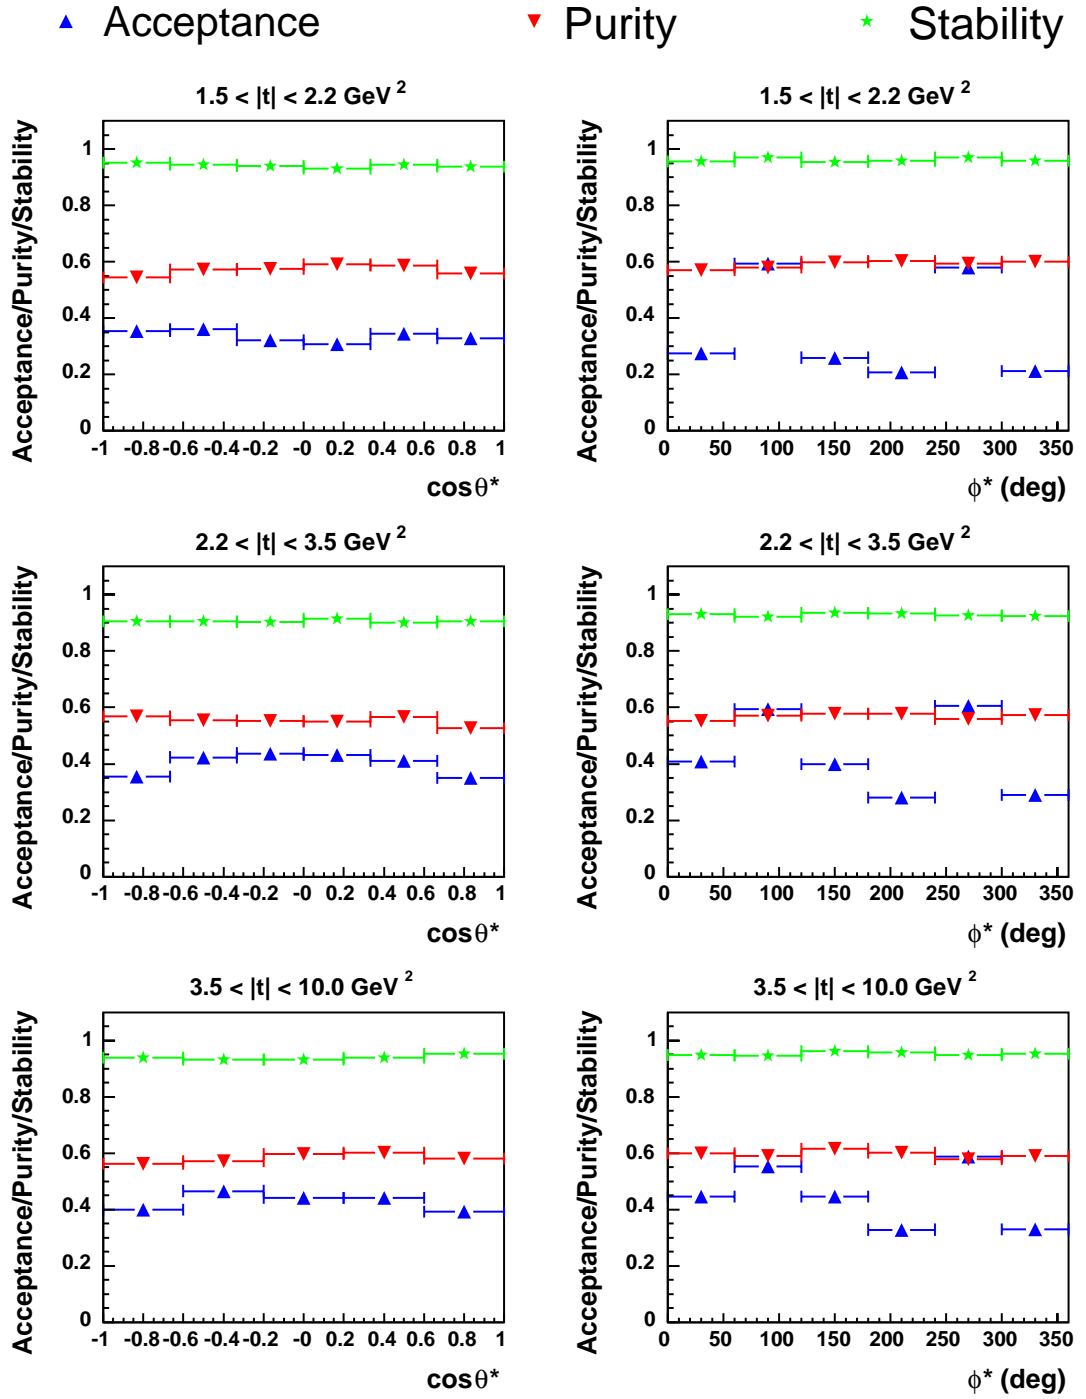 Acceptance Purity Stability
1.5 < |t| < 2.2 GeV 2
Acceptance/Purity/Stability
1
0.8
0.6
0.4
0.2
0
-1 -0.8 -0.6 -0.4 -0.2 -0 0.2 0.4 0.6 0.8 1
cosθ*
1.5 < |t| < 2.2 GeV 2
Acceptance/Purity/Stability
1
0.8
0.6
0.4
0.2
0
0 50 100 150 200 250 300 350
ϕ* (deg)
2.2 < |t| < 3.5 GeV 2
Acceptance/Purity/Stability
1
0.8
0.6
0.4
0.2
0
-1 -0.8 -0.6 -0.4 -0.2 -0 0.2 0.4 0.6 0.8 1
cosθ*
2.2 < |t| < 3.5 GeV 2
Acceptance/Purity/Stability
1
0.8
0.6
0.4
0.2
0
0 50 100 150 200 250 300 350
ϕ* (deg)
3.5 < |t| < 10.0 GeV 2
Acceptance/Purity/Stability
1
0.8
0.6
0.4
0.2
0
-1 -0.8 -0.6 -0.4 -0.2 -0 0.2 0.4 0.6 0.8 1
cosθ*
3.5 < |t| < 10.0 GeV 2
Acceptance/Purity/Stability
1
0.8
0.6
0.4
0.2
0
0 50 100 150 200 250 300 350
ϕ* (deg)